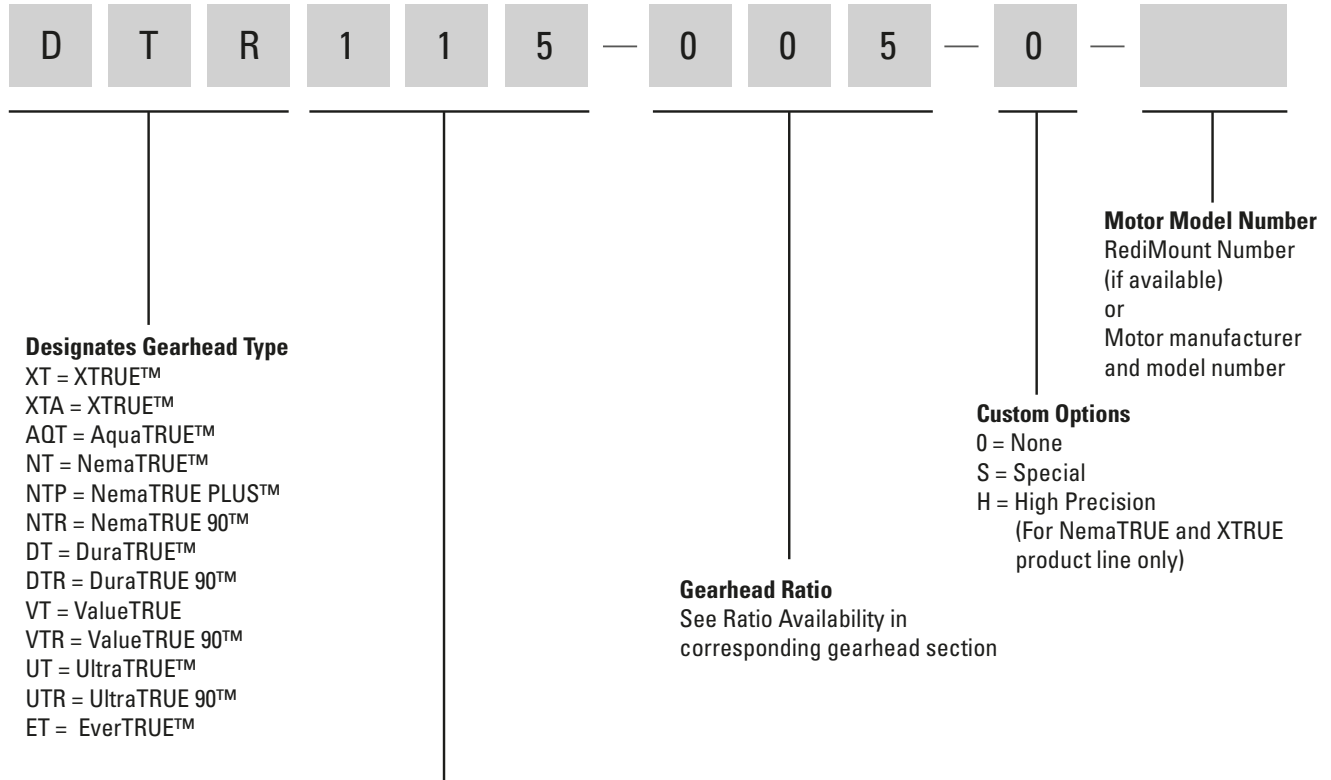 D T R 1 1 5 — 0 0 5 — 0 —
Motor Model Number
RediMount Number
(if available)
or
Motor manufacturer
and model number
Designates Gearhead Type
XT = XTRUE™
XTA = XTRUE™
AQT = AquaTRUE™
NT = NemaTRUE™
NTP = NemaTRUE PLUS™
NTR = NemaTRUE 90™
DT = DuraTRUE™
DTR = DuraTRUE 90™
VT = ValueTRUE
VTR = ValueTRUE 90™
UT = UltraTRUE™
UTR = UltraTRUE 90™
ET = EverTRUE™
Gearhead Ratio
See Ratio Availability in
corresponding gearhead section
Custom Options
0 = None
S = Special
H = High Precision
(For NemaTRUE and XTRUE
product line only)